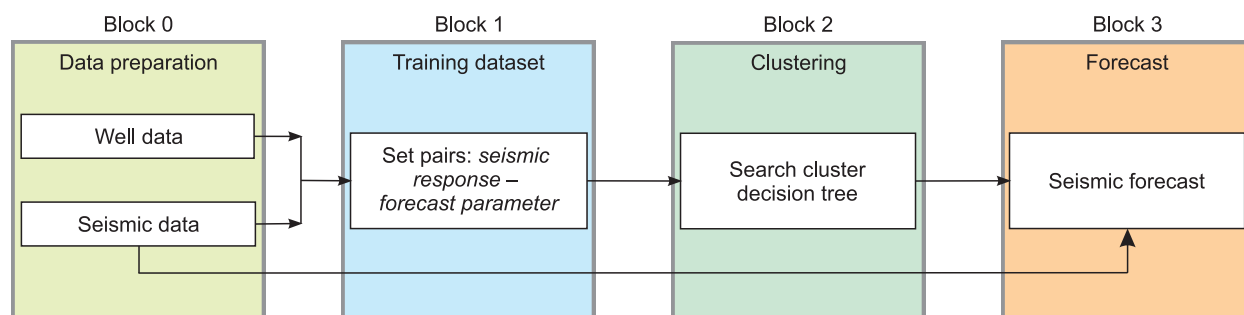 Block 0
Block 1
Block 2
Block 3
Data preparation
Training dataset
Clustering
Forecast
Well data
Seismic data
Set pairs: seismic
response –
forecast parameter
Search cluster
decision tree
Seismic forecast